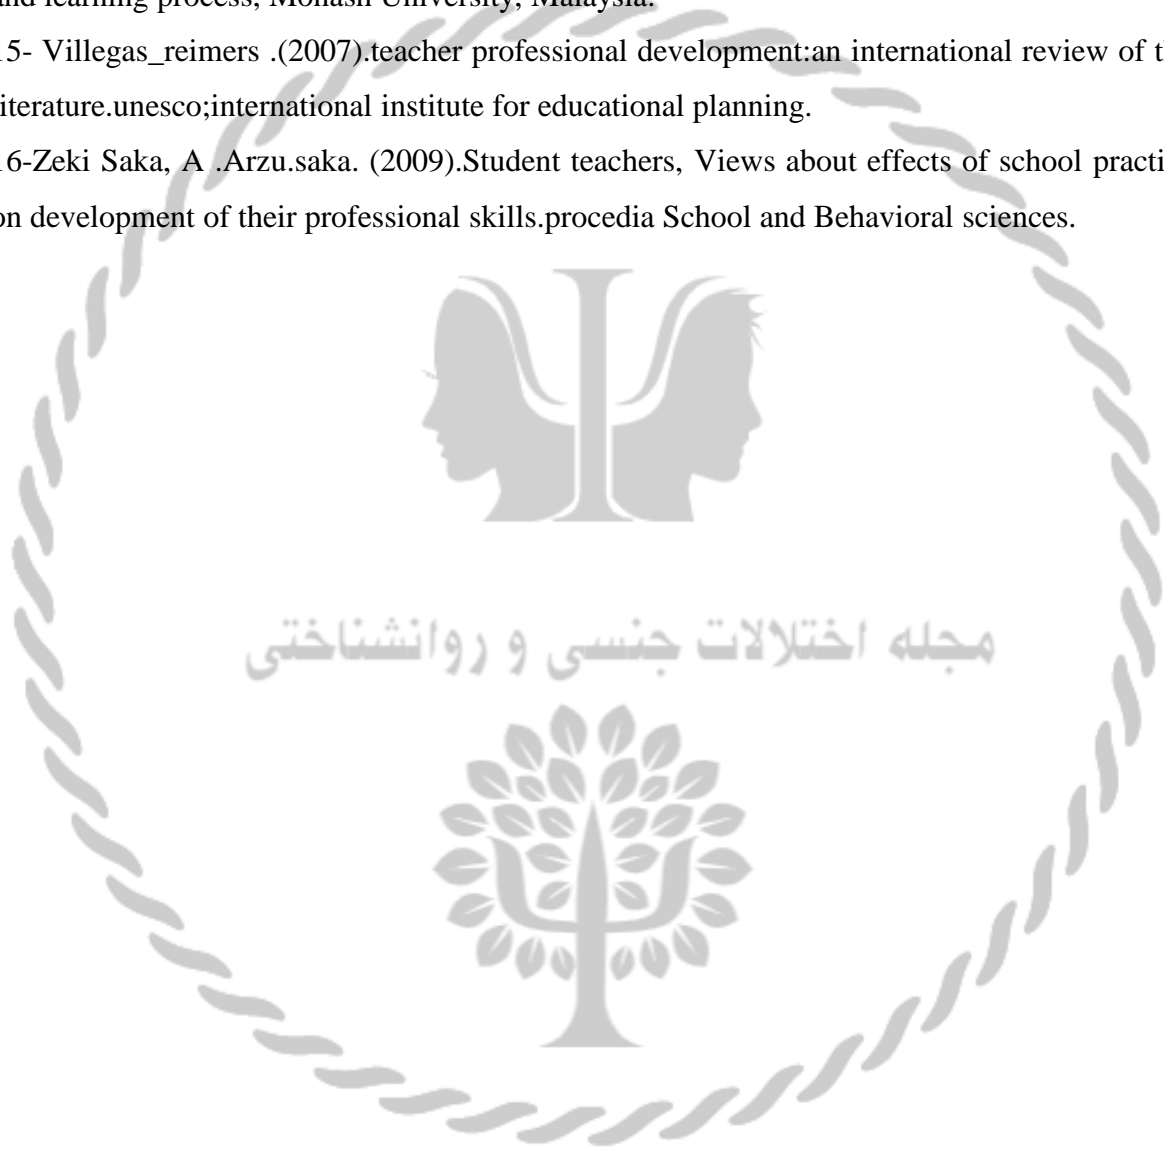 and learning process, Monash University, Malaysia.
15- Villegas_reimers .(2007).teacher professional development:an international review of
literature.unesco;international institute for educational planning.
16-Zeki Saka, A .Arzu.saka. (2009).Student teachers, Views about effects of school
on development of their professional skills.procedia School and Behavioral sciences.
مجله اختلالات جنسی و روانشناختی